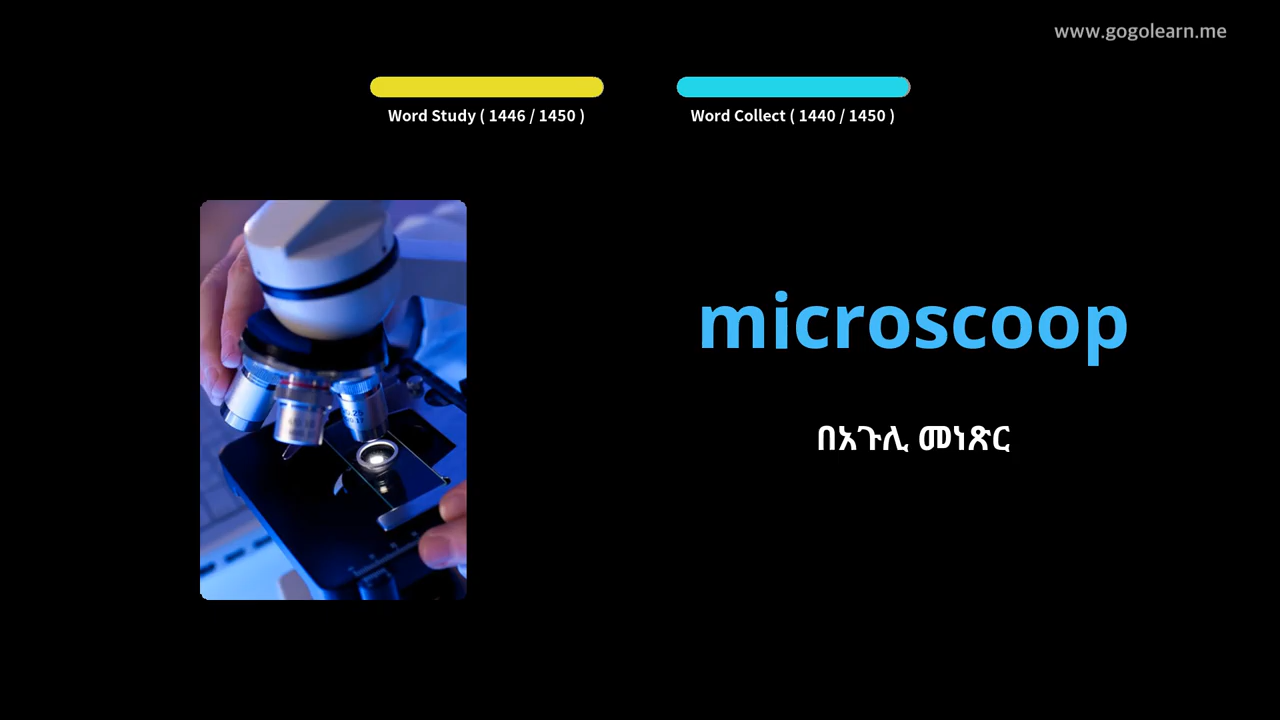 www.gogolearn.me
Word Study ( 1446 / 1450 )
Word Collect ( 1440 / 1450 )
microscoop
በአጉሊ መነጽር